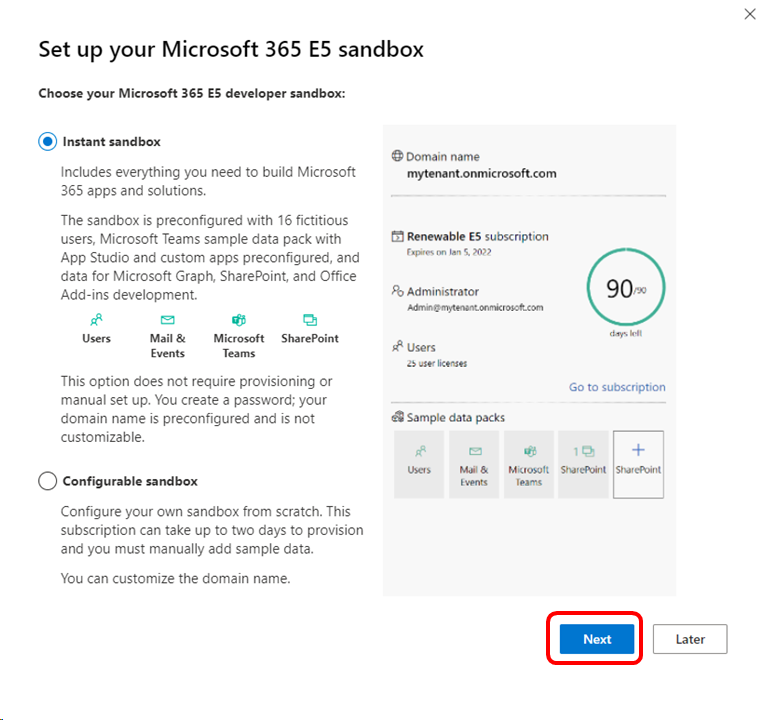 Set up your Microsoft 365 E5 sandbox
Choose your Microsoft 365 E5 developer sandbox:
Instant sandbox
Includes everything you need to build Microsoft
365 apps and solutions.
The sandbox is preconfigured with 16 fictitious
users, Microsoft Teams sample data pack with
App Studio and custom apps preconfigured, and
data for Microsoft Graph, SharePoint, and Office
Add-ins development.
Users
Mail &
Events
Microsoft
Teams
SharePoint
This option does not require provisioning or
manual set up. You create a password; your
domain name is preconfigured and is not
customizable.
Configurable sandbox
Configure your own sandbox from scratch. This
subscription can take up to two days to provision
and you must manually add sample data.
You can customize the domain name.
Domain name
mytenant.onmicrosoft.com
Renewable E5 subscription
Expires on Jan 5, 2022
90/90
days left
Administrator
Admin@mytenant.onmicrosoft.com
Users
25 user licenses
Go to subscription
Sample data packs
Users
Mail &
Events
Microsoft
Teams
1
SharePoint
SharePoint
Next
Later